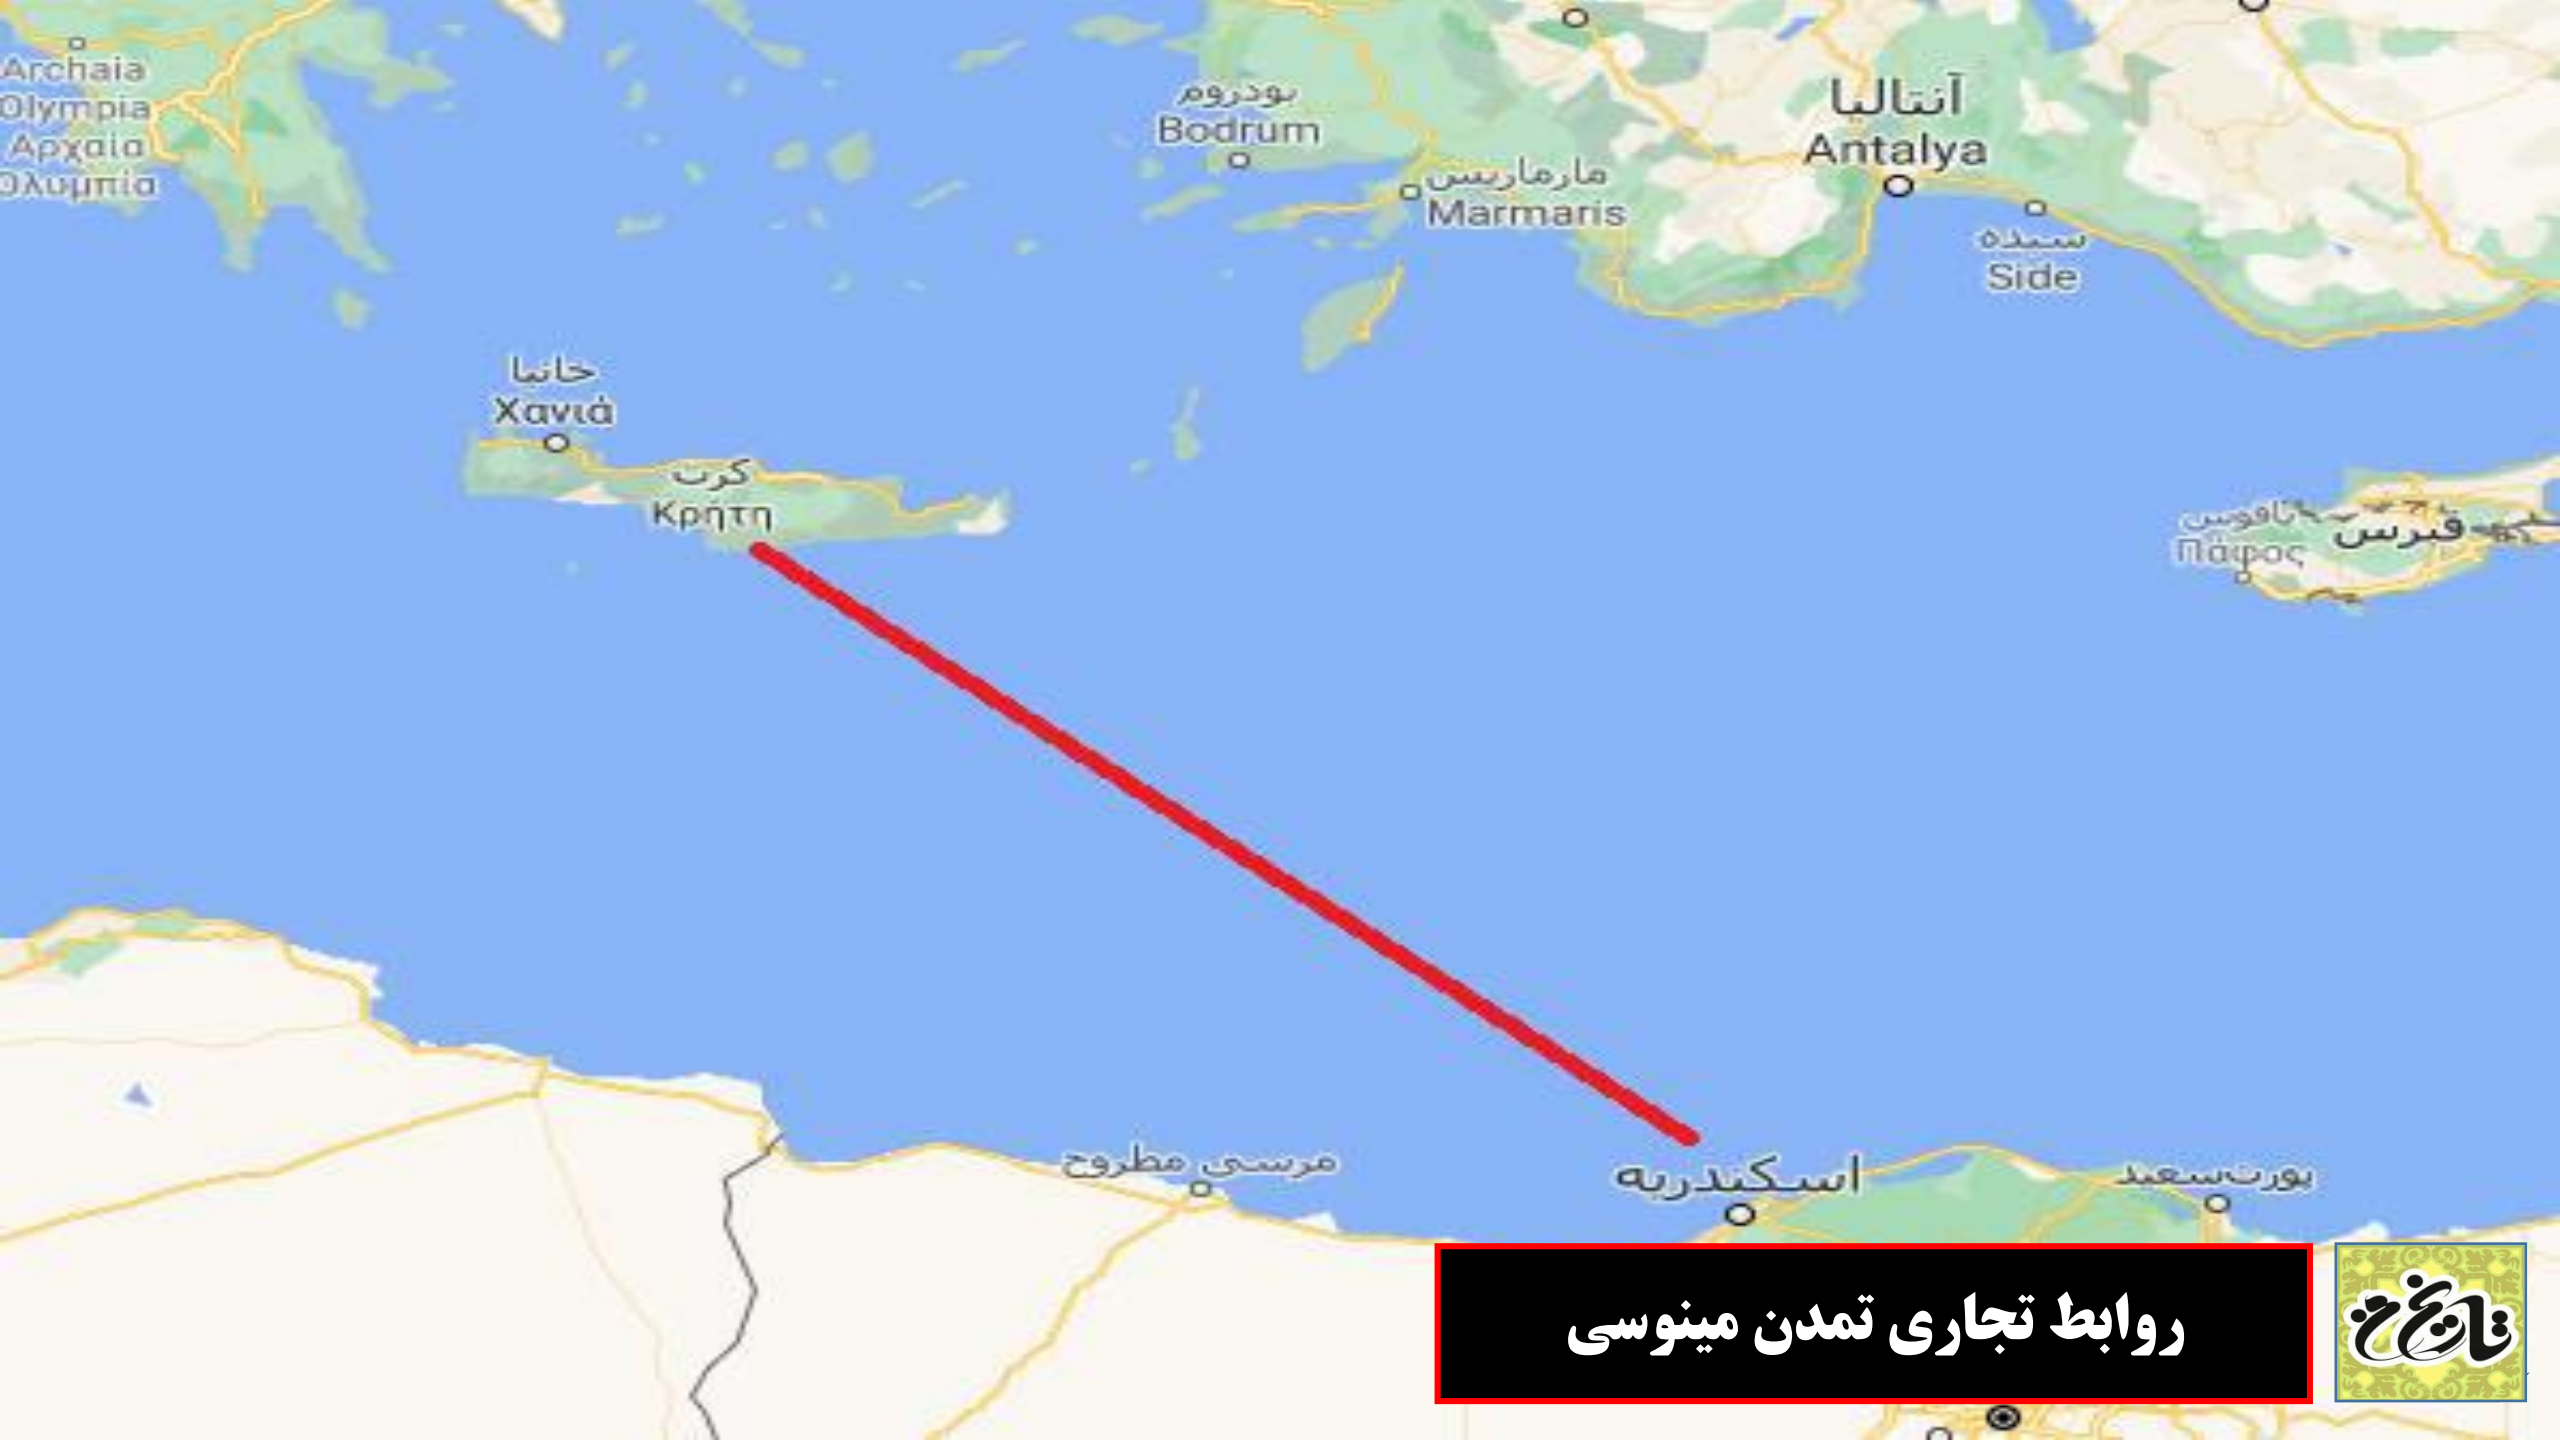 Archaia
Olympia
Αρχαία
Ολυμπία
بودروم
Bodrum
مارماریس
Marmaris
آنتالیا
Antalya
سیده
Side
خانیا
Χανιά
کرت
Κρήτη
پافوس
Πάφος
قبرس
مرسى مطروح
اسکندریه
پورت‌سعید
روابط تجاری تمدن مینوسی